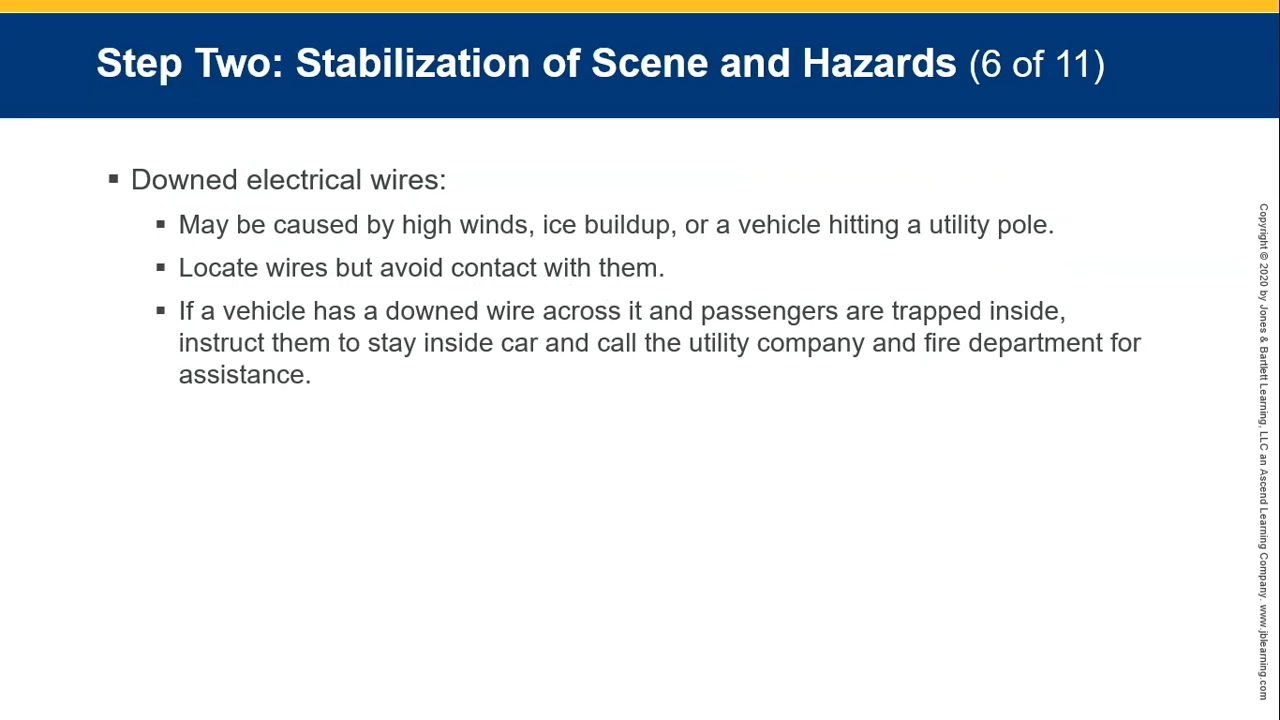 Step Two: Stabilization of Scene and Hazards (6 of 11)
▪ Downed electrical wires:
▪ May be caused by high winds, ice buildup, or a vehicle hitting a utility pole.
▪ Locate wires but avoid contact with them.
▪ If a vehicle has a downed wire across it and passengers are trapped inside,
instruct them to stay inside car and call the utility company and fire department for
assistance.
Copyright © 2020 by Jones & Bartlett Learning, LLC an Ascend Learning Company. www.jblearning.com